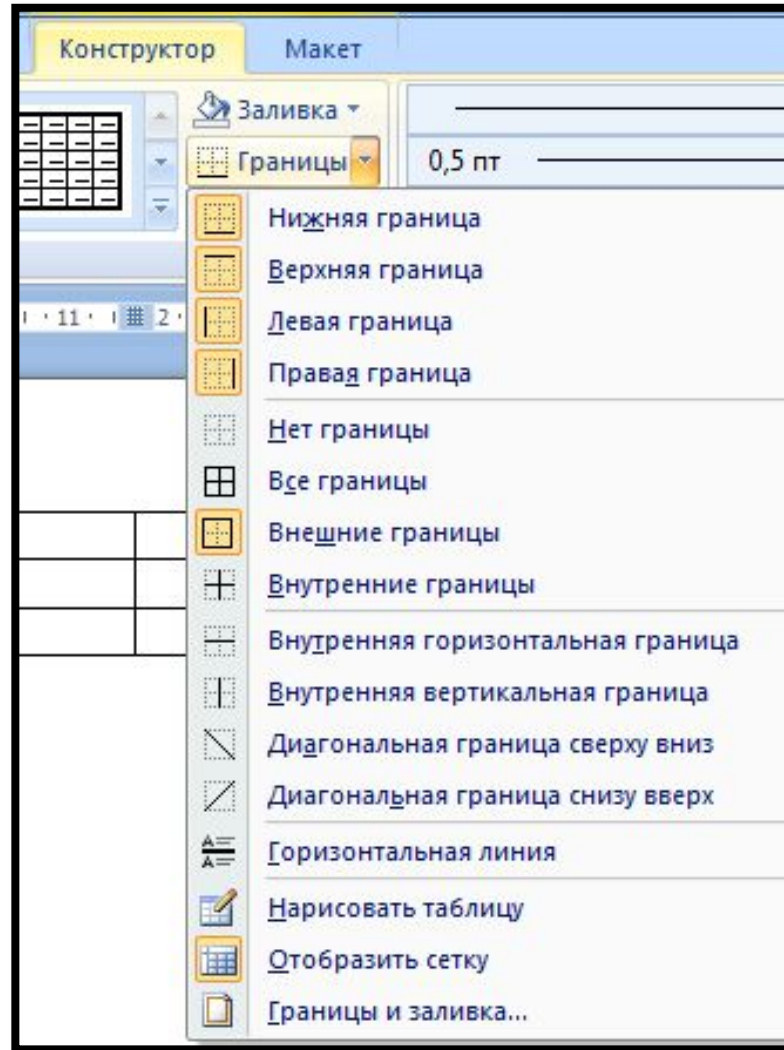 Конструктор Макет
Заливка
Границы 0,5 пт
Нижняя граница
Верхняя граница
Левая граница
11 2
Правая граница
Нет границы
Все границы
Внешние границы
Внутренние границы
Внутренняя горизонтальная граница
Внутренняя вертикальная граница
Диагональная граница сверху вниз
Диагональная граница снизу вверх
Горизонтальная линия
Нарисовать таблицу
Отобразить сетку
Границы и заливка...